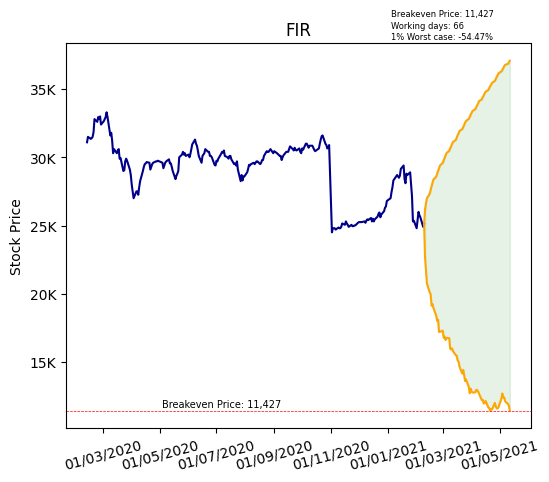 Breakeven Price: 11,427
Working days: 66
1% Worst case: -54.47%
FIR
Stock Price
35K
30K
25K
20K
15K
Breakeven Price: 11,427
01/03/2020
01/05/2020
01/07/2020
01/09/2020
01/11/2020
01/01/2021
01/03/2021
01/05/2021